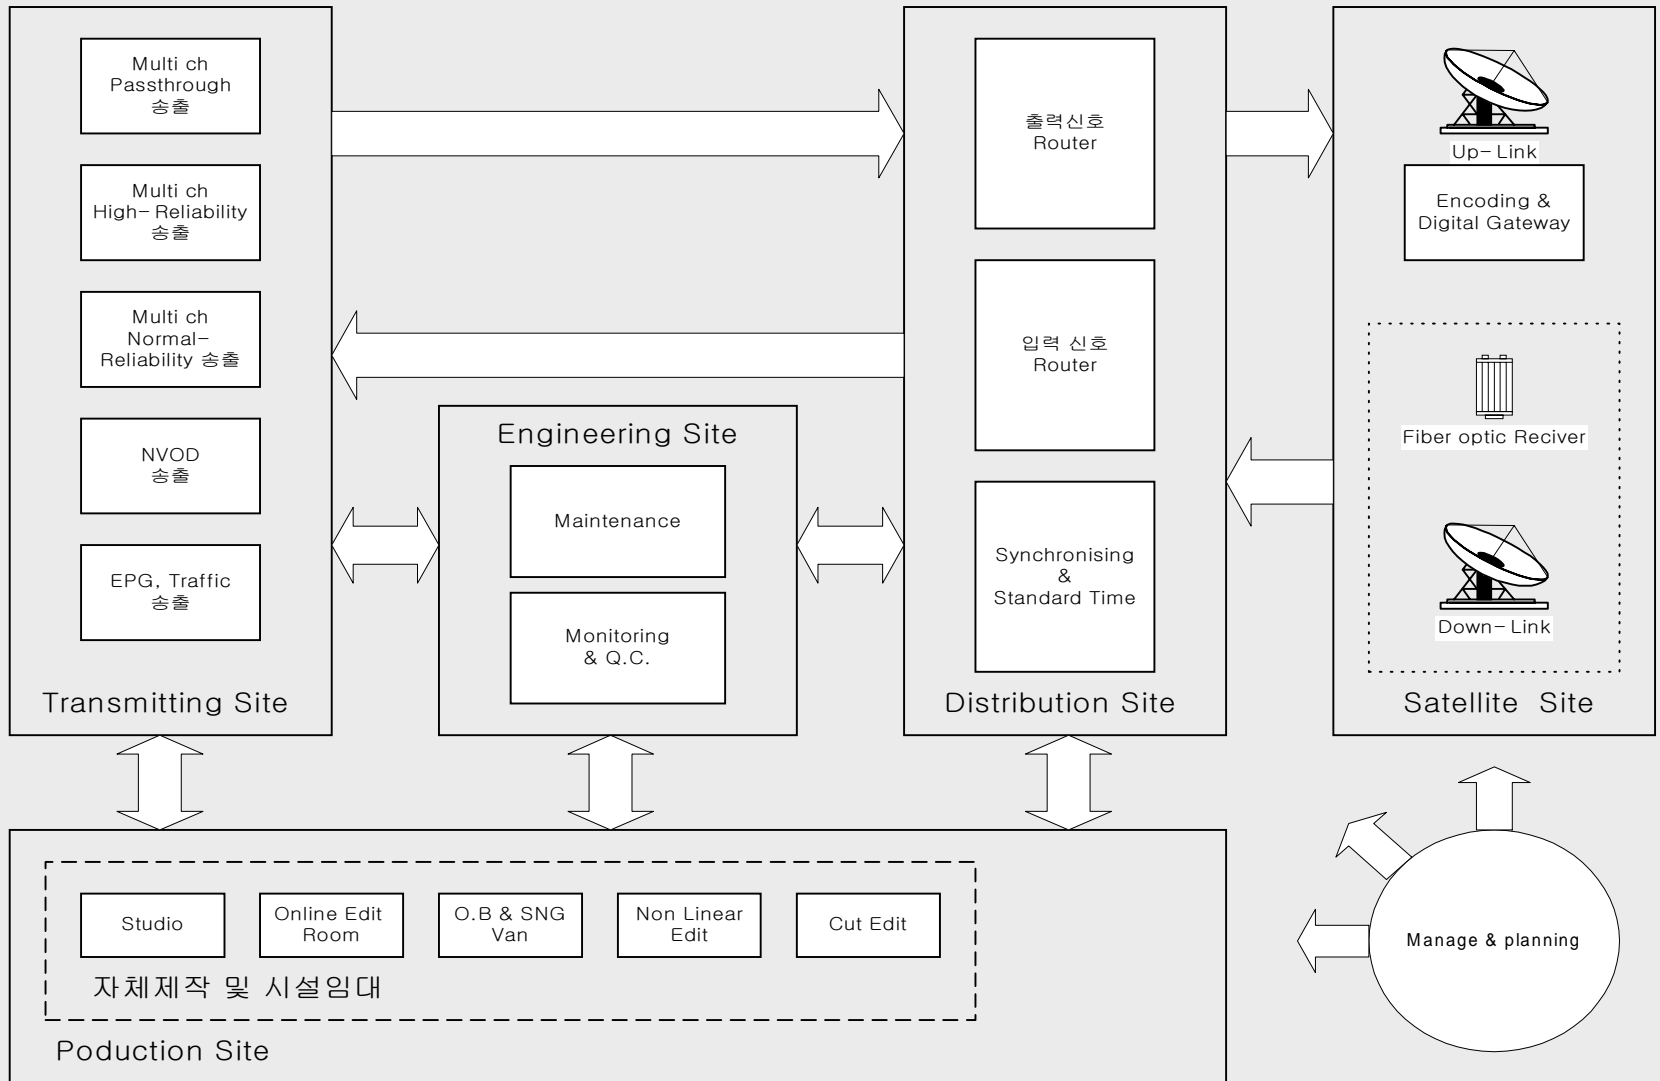 Multi ch
Passthrough
송출
Multi ch
High-Reliability
송출
Multi ch
Normal-
Reliability 송출
NVOD
송출
EPG, Traffic
송출
Transmitting Site
Engineering Site
Maintenance
Monitoring
& Q.C.
출력신호
Router
입력 신호
Router
Synchronising
&
Standard Time
Distribution Site
Up-Link
Encoding &
Digital Gateway
Fiber optic Reciver
Down-Link
Satellite Site
Studio
Online Edit
Room
O.B & SNG
Van
Non Linear
Edit
Cut Edit
자체제작 및 시설임대
Poduction Site
Manage & planning